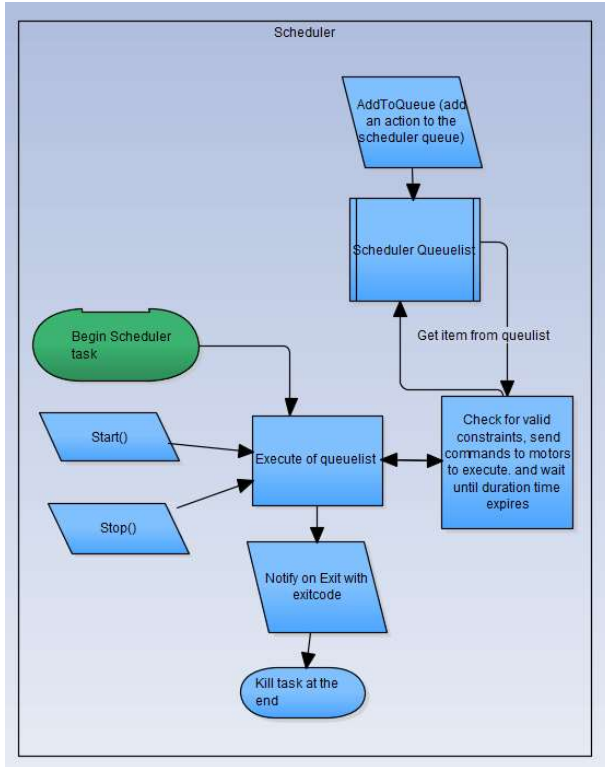 Scheduler
AddToQueue (add
an action to the
scheduler queue)
Scheduler Queuelist
Get item from queulist
Begin Scheduler
task
Start()
Execute of queuelist
Check for valid
constraints, send
commands to motors
to execute. and wait
until duration time
expires
Stop()
Notify on Exit with
exitcode
Kill task at the
end